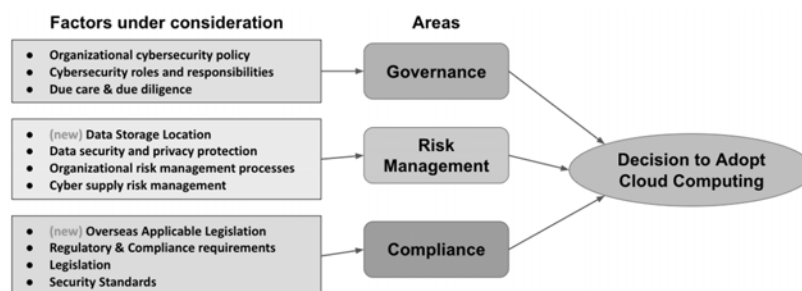 Factors under consideration
Areas
● Organizational cybersecurity policy
● Cybersecurity roles and responsibilities
● Due care & due diligence
Governance
● (new) Data Storage Location
● Data security and privacy protection
● Organizational risk management processes
● Cyber supply risk management
Risk
Management
● (new) Overseas Applicable Legislation
● Regulatory & Compliance requirements
● Legislation
● Security Standards
Compliance
Decision to Adopt
Cloud Computing